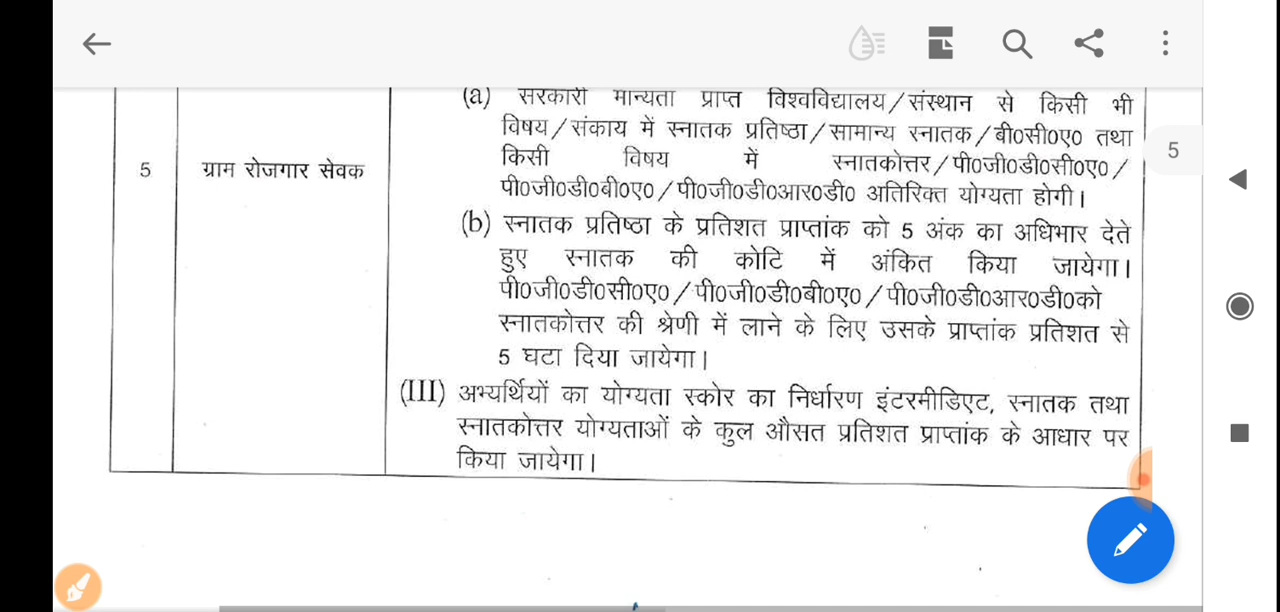 (a) सरकारी मान्यता प्राप्त विश्वविद्यालय/संस्थान से किसी भी
विषय/संकाय में स्नातक प्रतिष्ठा/सामान्य स्नातक/बी0सी0ए0 तथा
किसी विषय में स्नातकोत्तर/पी0जी0डी0सी0ए0/
5
5 ग्राम रोजगार सेवक
पी0जी0डी0बी0ए0/पी0जी0डी0आर0डी0 अतिरिक्त योग्यता होगी।
(b) स्नातक प्रतिष्ठा के प्रतिशत प्राप्तांक को 5 अंक का अधिभार देते
हुए स्नातक की कोटि में अंकित किया जायेगा।
पी0जी0डी0सी0ए0/पी0जी0डी0बी0ए0/पी0जी0डी0आर0डी0को
स्नातकोत्तर की श्रेणी में लाने के लिए उसके प्राप्तांक प्रतिशत से
5 घटा दिया जायेगा।
(III) अभ्यर्थियों का योग्यता स्कोर का निर्धारण इंटरमीडिएट, स्नातक तथा
स्नातकोत्तर योग्यताओं के कुल औसत प्रतिशत प्राप्तांक के आधार पर
किया जायेगा।